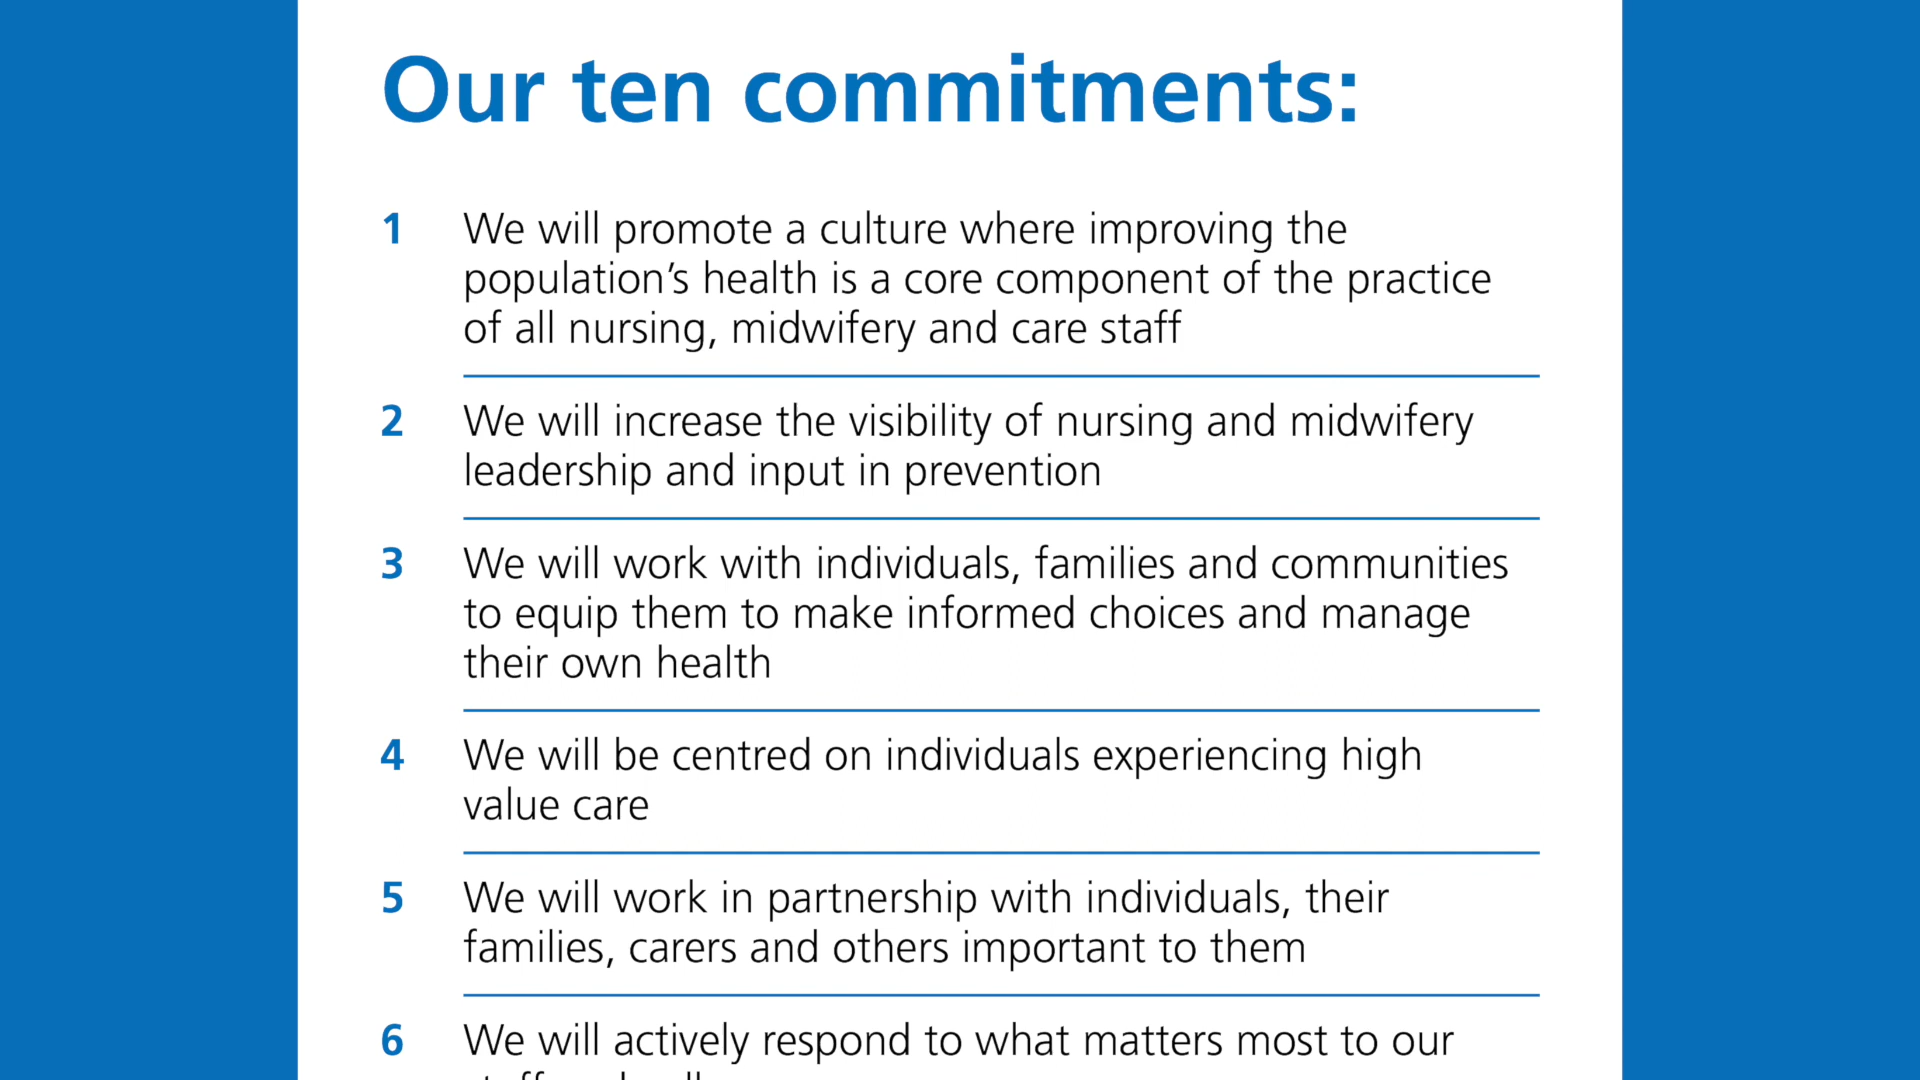 Our ten commitments:
1 We will promote a culture where improving the
population’s health is a core component of the practice
of all nursing, midwifery and care staff
2 We will increase the visibility of nursing and midwifery
leadership and input in prevention
3 We will work with individuals, families and communities
to equip them to make informed choices and manage
their own health
4 We will be centred on individuals experiencing high
value care
5 We will work in partnership with individuals, their
families, carers and others important to them
6 We will actively respond to what matters most to our